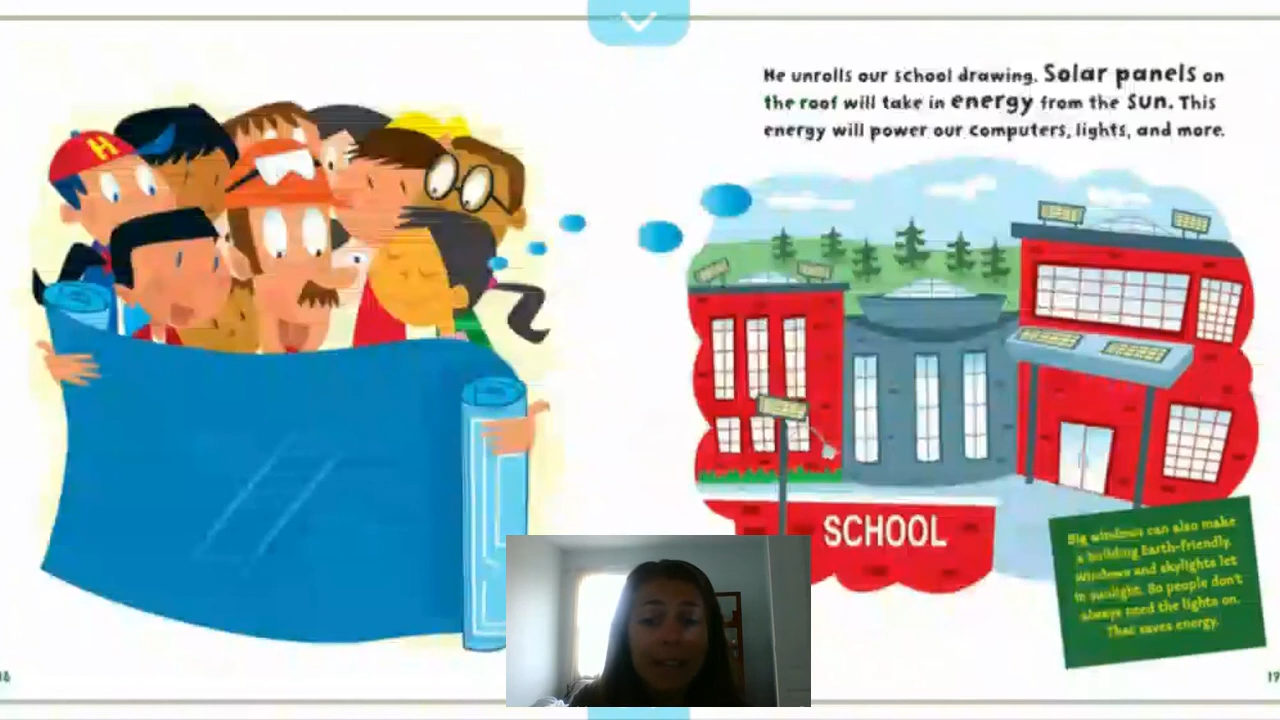 H
He unrolls our school drawing. Solar panels on
the roof will take in energy from the Sun. This
energy will power our computers, lights, and more.
SCHOOL
Big windows can also make
a building Earth-friendly.
Windows and skylights let
in sunlight. So people don't
always need the lights on.
That saves energy.
18
19